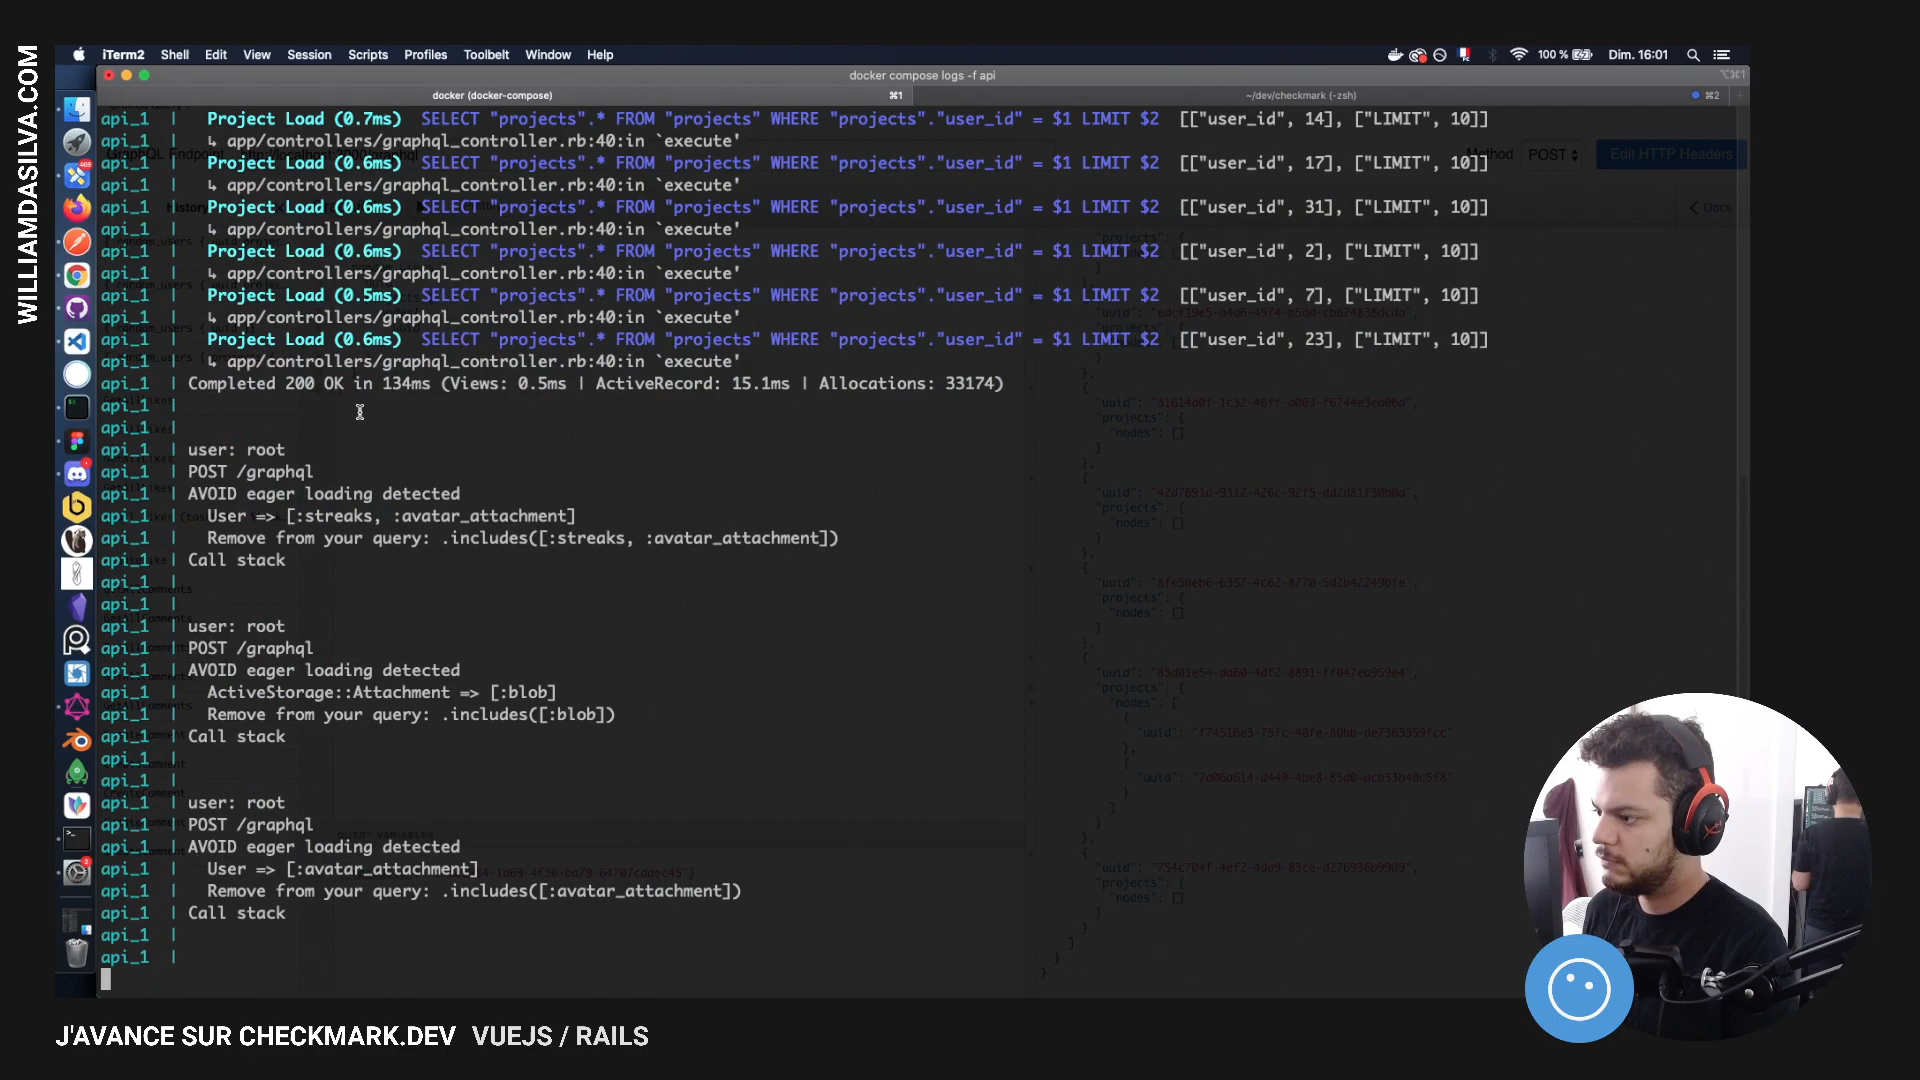 WILLIAMDASILVA.COM
iTerm2 Shell Edit View Session Scripts Profiles Toolbelt Window Help
100 % Dim. 16:01
docker compose logs -f api
⌥⌘1
docker (docker-compose) ⌘1 ~/dev/checkmark (-zsh) ⌘2
api_1 | Project Load (0.7ms) SELECT "projects".* FROM "projects" WHERE "projects"."user_id" = $1 LIMIT $2 [["user_id", 14], ["LIMIT", 10]]
api_1 | ↳ app/controllers/graphql_controller.rb:40:in `execute'
api_1 | Project Load (0.6ms) SELECT "projects".* FROM "projects" WHERE "projects"."user_id" = $1 LIMIT $2 [["user_id", 17], ["LIMIT", 10]]
api_1 | ↳ app/controllers/graphql_controller.rb:40:in `execute'
api_1 | Project Load (0.6ms) SELECT "projects".* FROM "projects" WHERE "projects"."user_id" = $1 LIMIT $2 [["user_id", 31], ["LIMIT", 10]]
api_1 | ↳ app/controllers/graphql_controller.rb:40:in `execute'
api_1 | Project Load (0.6ms) SELECT "projects".* FROM "projects" WHERE "projects"."user_id" = $1 LIMIT $2 [["user_id", 2], ["LIMIT", 10]]
api_1 | ↳ app/controllers/graphql_controller.rb:40:in `execute'
api_1 | Project Load (0.5ms) SELECT "projects".* FROM "projects" WHERE "projects"."user_id" = $1 LIMIT $2 [["user_id", 7], ["LIMIT", 10]]
api_1 | ↳ app/controllers/graphql_controller.rb:40:in `execute'
api_1 | Project Load (0.6ms) SELECT "projects".* FROM "projects" WHERE "projects"."user_id" = $1 LIMIT $2 [["user_id", 23], ["LIMIT", 10]]
api_1 | ↳ app/controllers/graphql_controller.rb:40:in `execute'
api_1 | Completed 200 OK in 134ms (Views: 0.5ms | ActiveRecord: 15.1ms | Allocations: 33174)
api_1 |
api_1 |
api_1 | user: root
api_1 | POST /graphql
api_1 | AVOID eager loading detected
api_1 | User => [:streaks, :avatar_attachment]
api_1 | Remove from your query: .includes([:streaks, :avatar_attachment])
api_1 | Call stack
api_1 |
api_1 |
api_1 | user: root
api_1 | POST /graphql
api_1 | AVOID eager loading detected
api_1 | ActiveStorage::Attachment => [:blob]
api_1 | Remove from your query: .includes([:blob])
api_1 | Call stack
api_1 |
api_1 |
api_1 | user: root
api_1 | POST /graphql
api_1 | AVOID eager loading detected
api_1 | User => [:avatar_attachment]
api_1 | Remove from your query: .includes([:avatar_attachment])
api_1 | Call stack
api_1 |
api_1 |
Method POST Edit HTTP Headers
Docs
"projects": {
"nodes": []
"uuid":
J'AVANCE SUR CHECKMARK.DEV VUEJS / RAILS